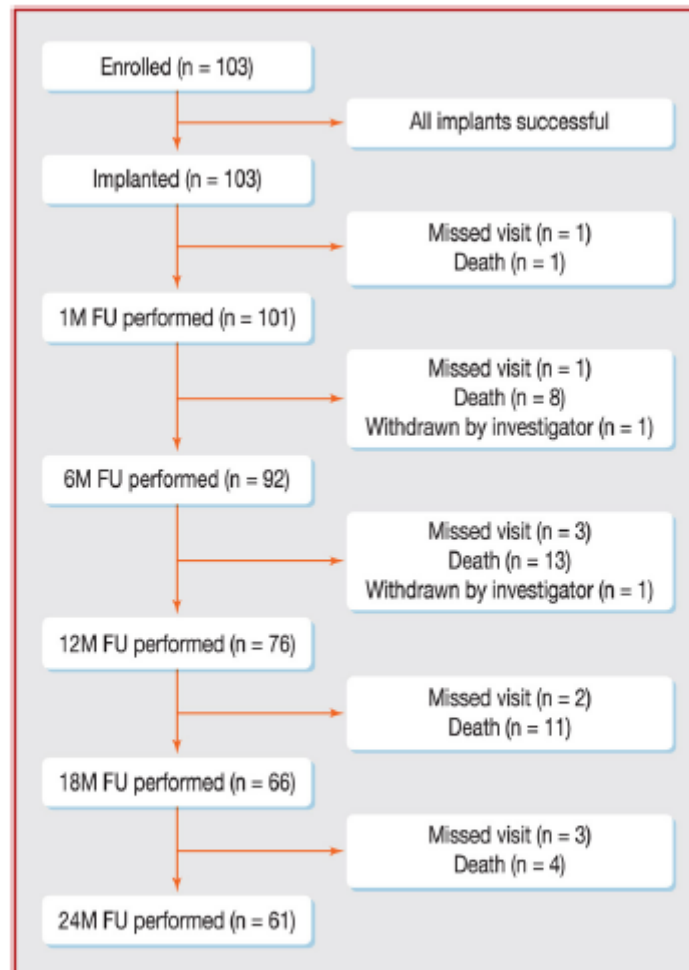 Enrolled (n = 103)
All implants successful
Implanted (n = 103)
Missed visit (n = 1)
Death (n = 1)
1M FU performed (n = 101)
Missed visit (n = 1)
Death (n = 8)
Withdrawn by investigator (n = 1)
6M FU performed (n = 92)
Missed visit (n = 3)
Death (n = 13)
Withdrawn by investigator (n = 1)
12M FU performed (n = 76)
Missed visit (n = 2)
Death (n = 11)
18M FU performed (n = 66)
Missed visit (n = 3)
Death (n = 4)
24M FU performed (n = 61)